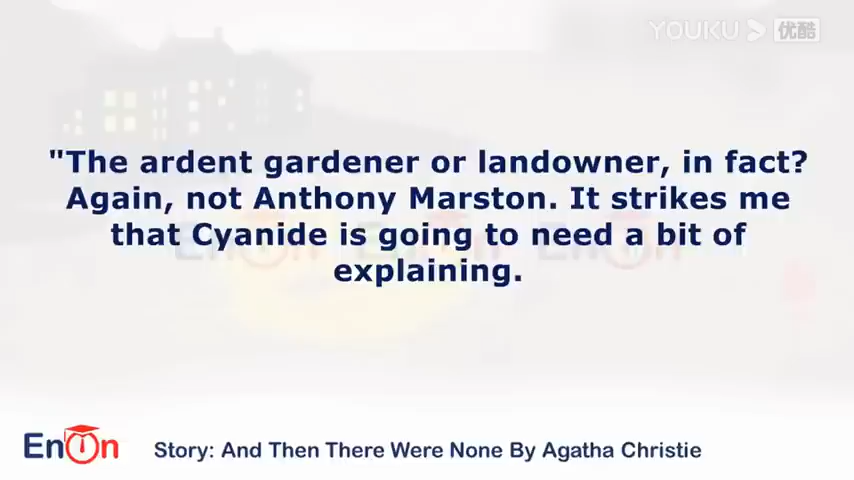 YOUKU 优酷
"The ardent gardener or landowner, in fact?
Again, not Anthony Marston. It strikes me
that Cyanide is going to need a bit of
explaining.
EnOn
Story: And Then There Were None By Agatha Christie